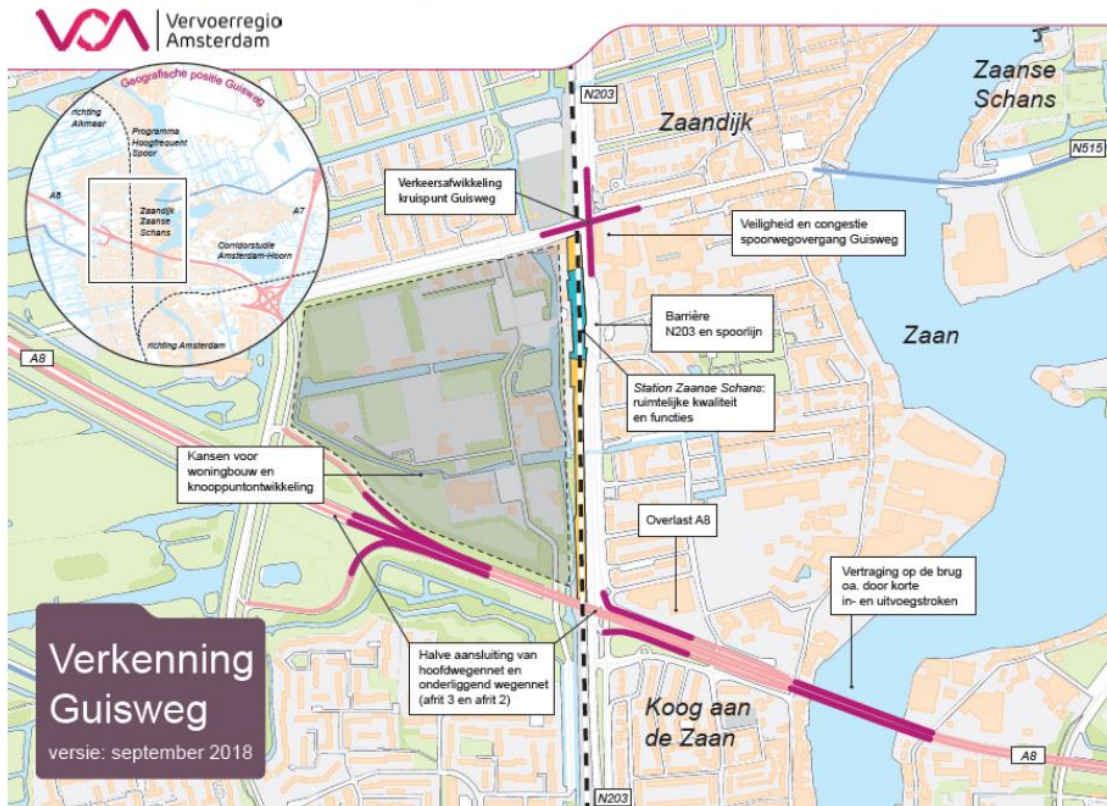 Vervoerregio
Amsterdam
Geografische positie Guisweg
richting
Alkmaar
Programma
Hoogfrequent
Spoor
A8
Zaandijk
Zaanse
Schans
A7
Corridorstudie
Amsterdam-Hoorn
richting Amsterdam
N203
Zaandijk
Zaanse
Schans
N515
Verkeersafwikkeling
kruispunt Guisweg
Veiligheid en congestie
spoorwegovergang Guisweg
Barrière
N203 en spoorlijn
Zaan
A8
Station Zaanse Schans:
ruimtelijke kwaliteit
en functies
Kansen voor
woningbouw en
knooppuntontwikkeling
Overlast A8
Vertraging op de brug
oa. door korte
in- en uitvoegstroken
Halve aansluiting van
hoofdwegennet en
onderliggend wegennet
(afrit 3 en afrit 2)
Koog aan
de Zaan
A8
N203
Verkenning
Guisweg
versie: september 2018